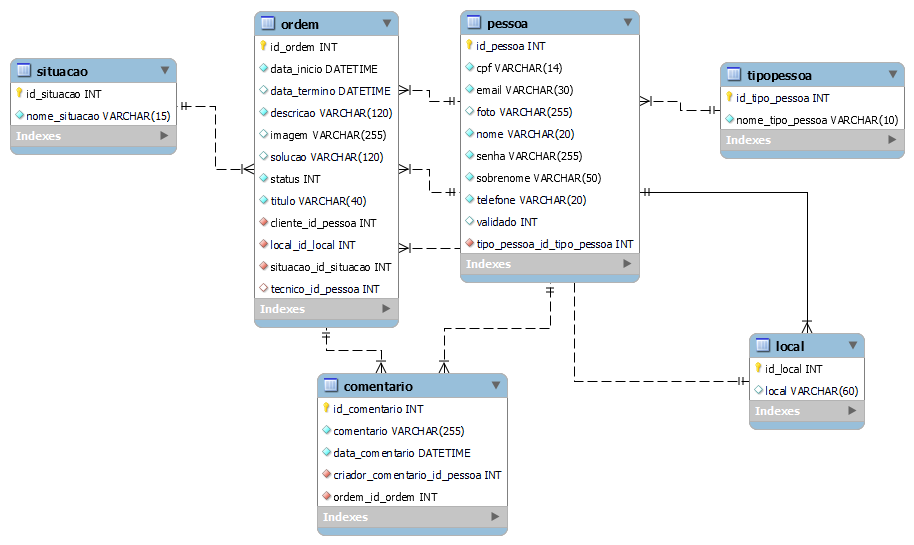 situacao
id_situacao INT
nome_situacao VARCHAR(15)
Indexes
ordem
id_ordem INT
data_inicio DATETIME
data_termino DATETIME
descricao VARCHAR(120)
imagem VARCHAR(255)
solucao VARCHAR(120)
status INT
titulo VARCHAR(40)
cliente_id_pessoa INT
local_id_local INT
situacao_id_situacao INT
tecnico_id_pessoa INT
Indexes
pessoa
id_pessoa INT
cpf VARCHAR(14)
email VARCHAR(30)
foto VARCHAR(255)
nome VARCHAR(20)
senha VARCHAR(255)
sobrenome VARCHAR(50)
telefone VARCHAR(20)
validado INT
tipo_pessoa_id_tipo_pessoa INT
Indexes
tipopessoa
id_tipo_pessoa INT
nome_tipo_pessoa VARCHAR(10)
Indexes
comentario
id_comentario INT
comentario VARCHAR(255)
data_comentario DATETIME
criador_comentario_id_pessoa INT
ordem_id_ordem INT
Indexes
local
id_local INT
local VARCHAR(60)
Indexes